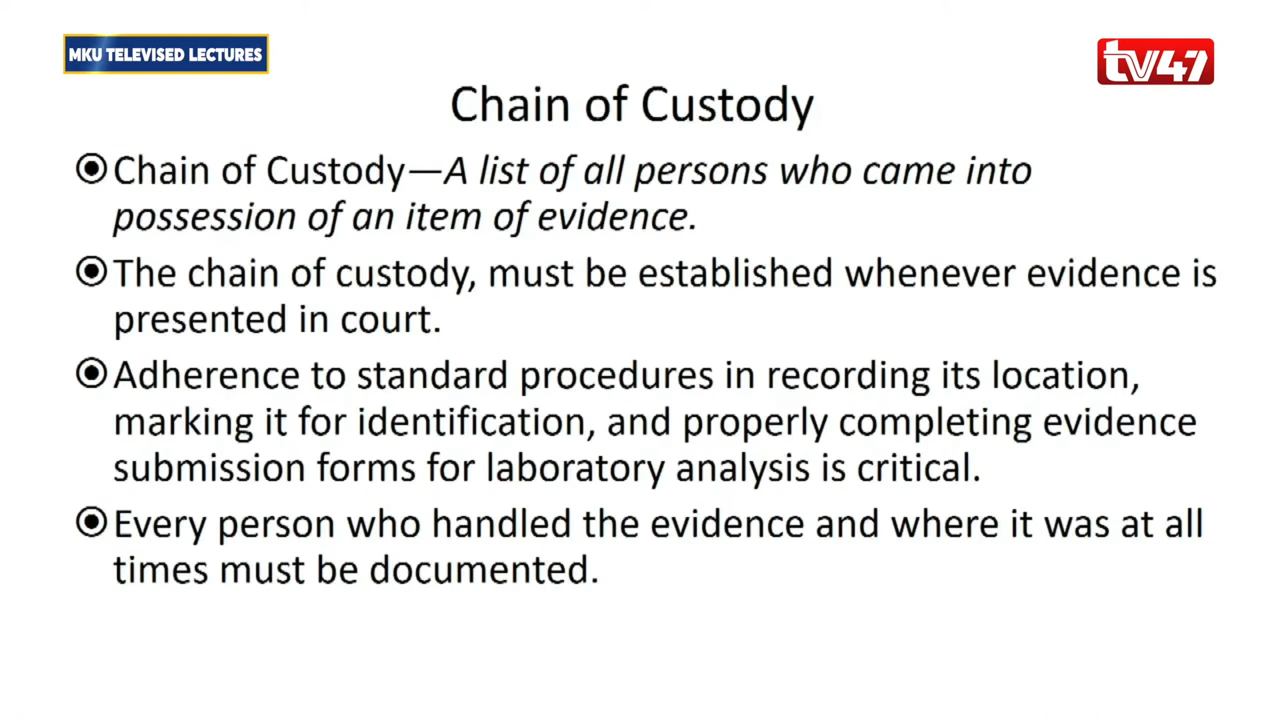 MKU TELEVISED LECTURES
tv47
Chain of Custody
Chain of Custody—A list of all persons who came into
possession of an item of evidence.
The chain of custody, must be established whenever evidence is
presented in court.
Adherence to standard procedures in recording its location,
marking it for identification, and properly completing evidence
submission forms for laboratory analysis is critical.
Every person who handled the evidence and where it was at all
times must be documented.